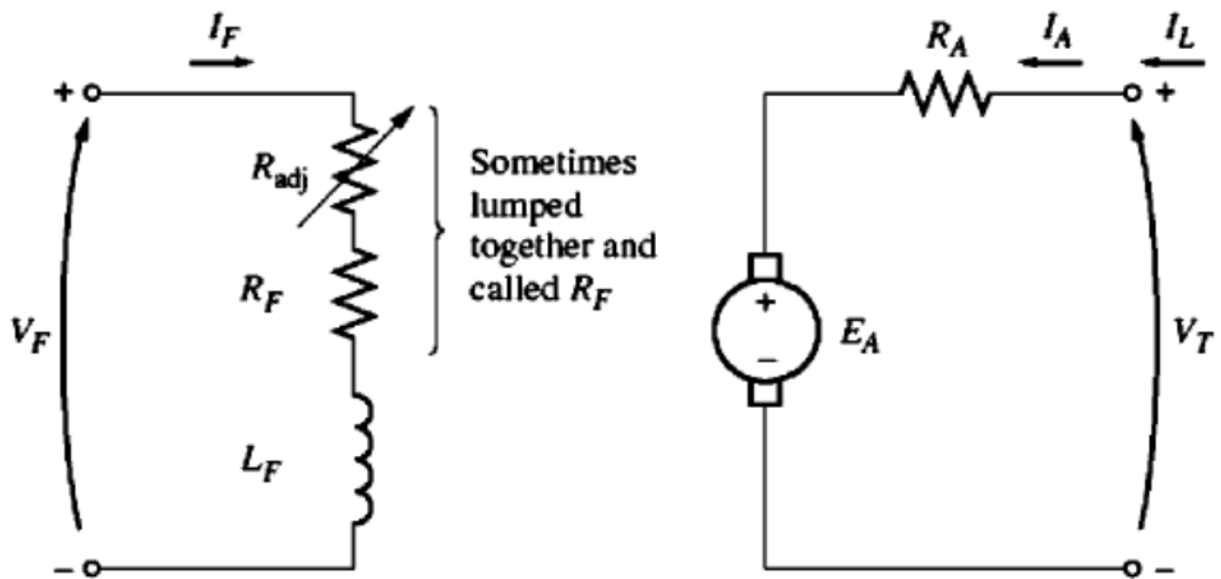 I_F
+
R_adj
R_F
V_F
L_F
–
Sometimes
lumped
together and
called R_F
R_A
I_A
I_L
+
+
–
E_A
V_T
–